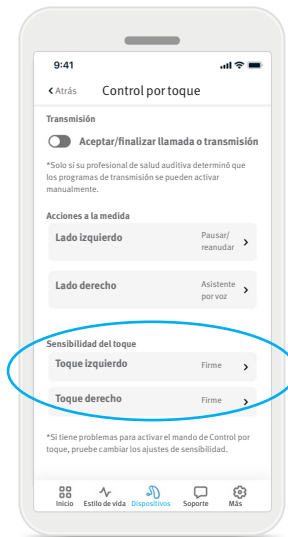 9:41
Atrás Control por toque
Transmisión
Aceptar/finalizar llamada o transmisión
*Solo si su profesional de salud auditiva determinó que
los programas de transmisión se pueden activar
manualmente.
Acciones a la medida
Lado izquierdo Pausar/
reanudar
Lado derecho Asistente
por voz
Sensibilidad del toque
Toque izquierdo Firme
Toque derecho Firme
*Si tiene problemas para activar el mando de Control por
toque, pruebe cambiar los ajustes de sensibilidad.
Inicio Estilo de vida Dispositivos Soporte Más